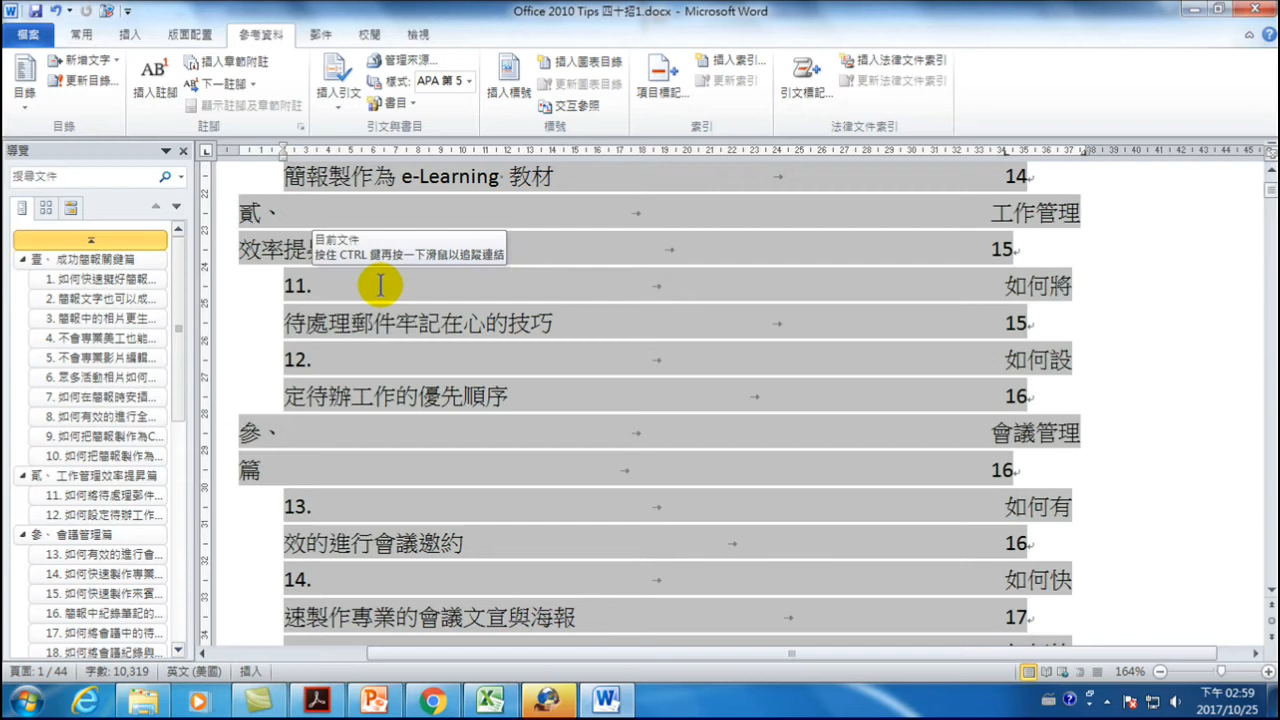 Office 2010 Tips 四十招1.docx - Microsoft Word
檔案 常用 插入 版面配置 參考資料 郵件 校閱 檢視
目錄
新增文字
更新目錄...
目錄
AB¹
插入註腳
插入章節附註
下一註腳
顯示註腳及章節附註
註腳
插入引文
管理來源...
樣式: APA 第 5
書目
引文與書目
插入標號
插入圖表目錄
更新圖表目錄
交互參照
標號
項目標記...
插入索引...
更新索引
索引
引文標記...
插入法律文件索引
更新法律文件索引
法律文件索引
導覽
搜尋文件
壹、 成功簡報關鍵篇
1. 如何快速擬好簡報...
2. 簡報文字也可以成...
3. 簡報中的相片更生...
4. 不會專業美工也能...
5. 不會專業影片編輯...
6. 眾多活動相片如何...
7. 如何在簡報時安插...
8. 如何有效的進行全...
9. 如何把簡報製作為C...
10. 如何把簡報製作為...
貳、 工作管理效率提昇篇
11. 如何將待處理郵件...
12. 如何設定待辦工作...
參、 會議管理篇
13. 如何有效的進行會...
14. 如何快速製作專業...
15. 如何快速製作來賓...
16. 簡報中紀錄筆記的...
17. 如何將會議中的待...
18. 如何將會議紀錄與...
簡報製作為 e-Learning 教材 → 14
貳、 → 工作管理
效率提 → 15
目前文件
按住 CTRL 鍵再按一下滑鼠以追蹤連結
11. → 如何將
待處理郵件牢記在心的技巧 → 15
12. → 如何設
定待辦工作的優先順序 → 16
參、 → 會議管理
篇 → 16
13. → 如何有
效的進行會議邀約 → 16
14. → 如何快
速製作專業的會議文宣與海報 → 17
頁面: 1 / 44 字數: 10,319 英文 (美國) 插入 164%
下午 02:59
2017/10/25